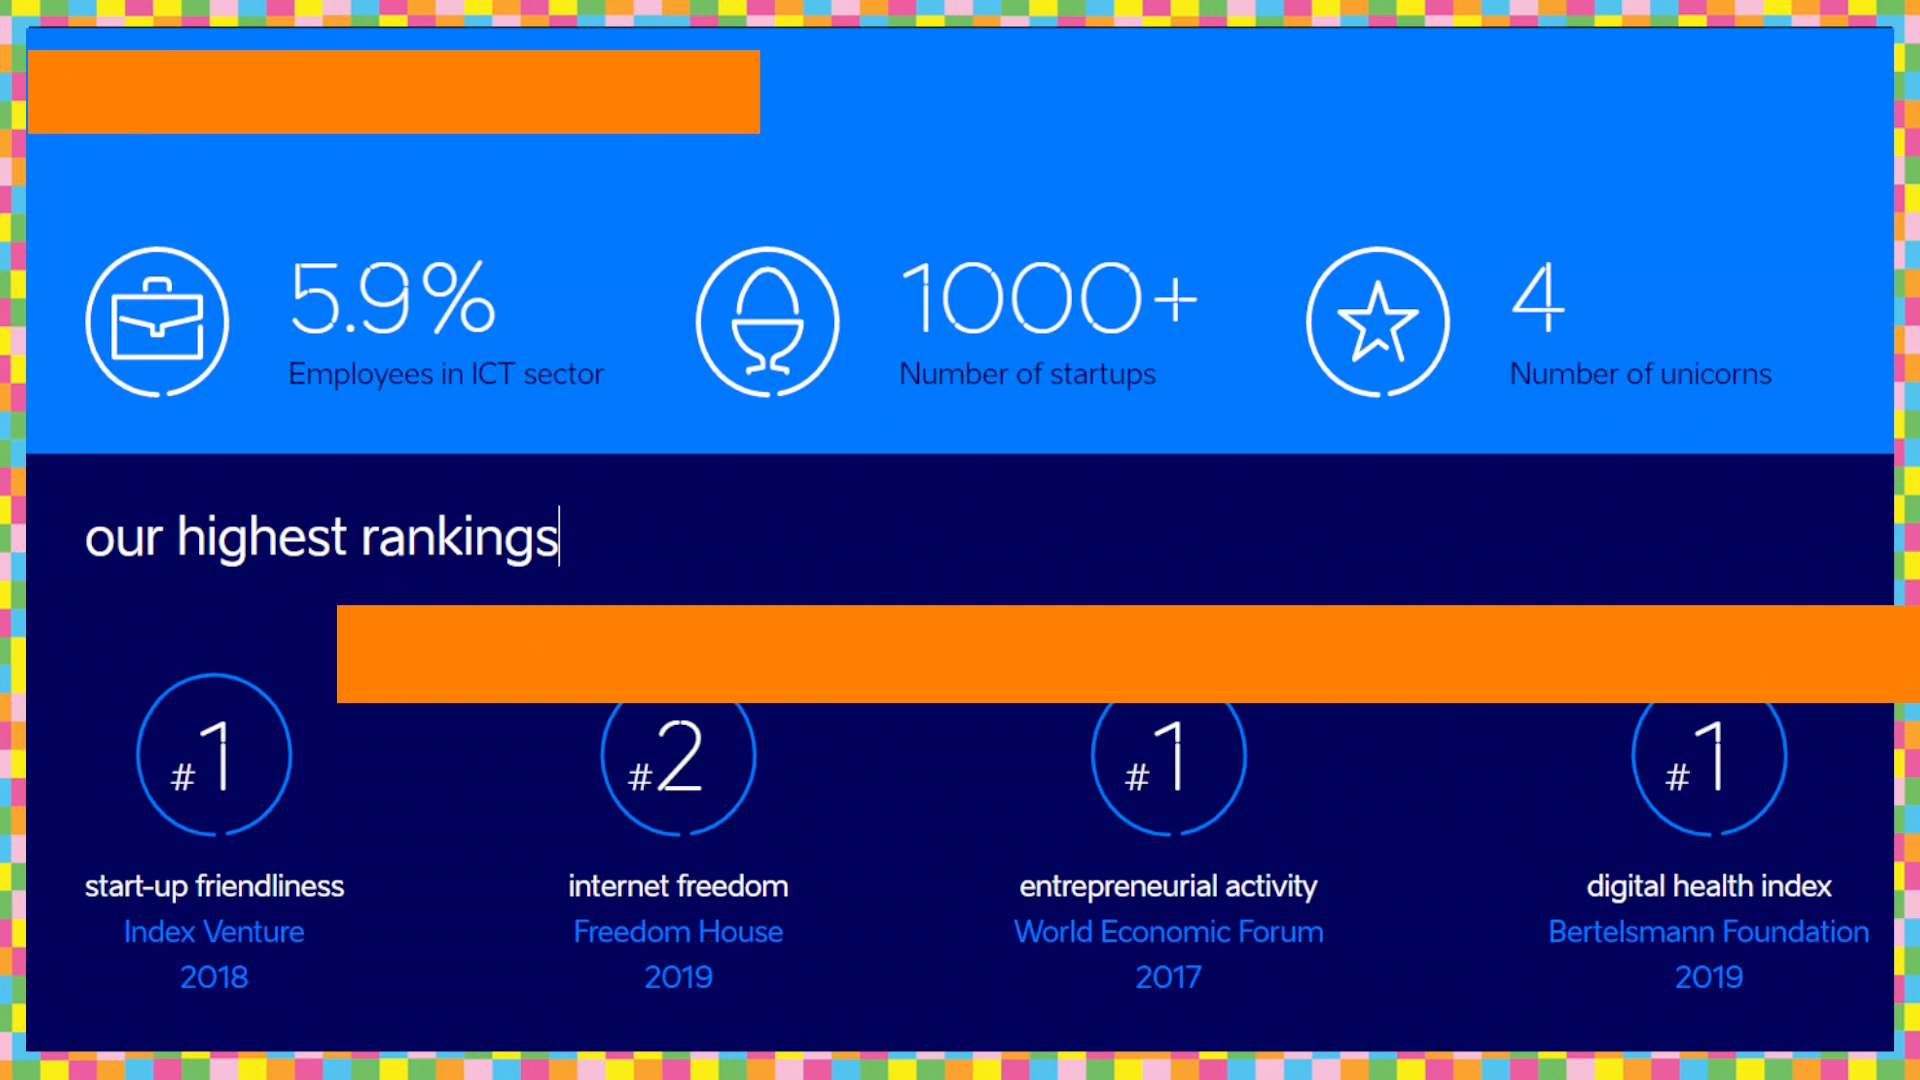 5.9%
Employees in ICT sector
1000+
Number of startups
4
Number of unicorns
our highest rankings
#1
start-up friendliness
Index Venture
2018
#2
internet freedom
Freedom House
2019
#1
entrepreneurial activity
World Economic Forum
2017
#1
digital health index
Bertelsmann Foundation
2019